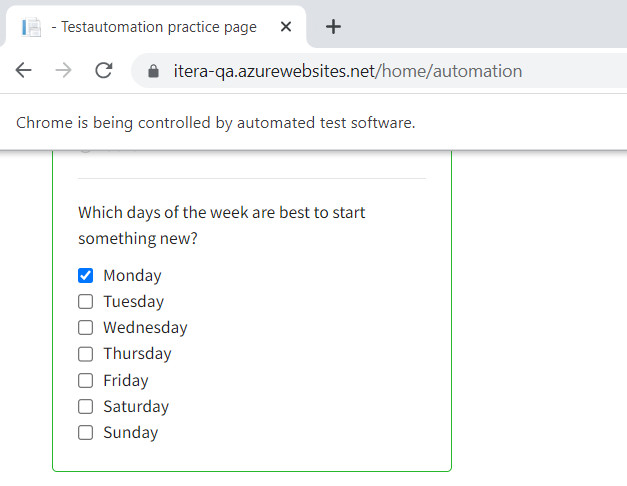 - Testautomation practice page
itera-qa.azurewebsites.net/home/automation
Chrome is being controlled by automated test software.
Which days of the week are best to start
something new?
Monday
Tuesday
Wednesday
Thursday
Friday
Saturday
Sunday